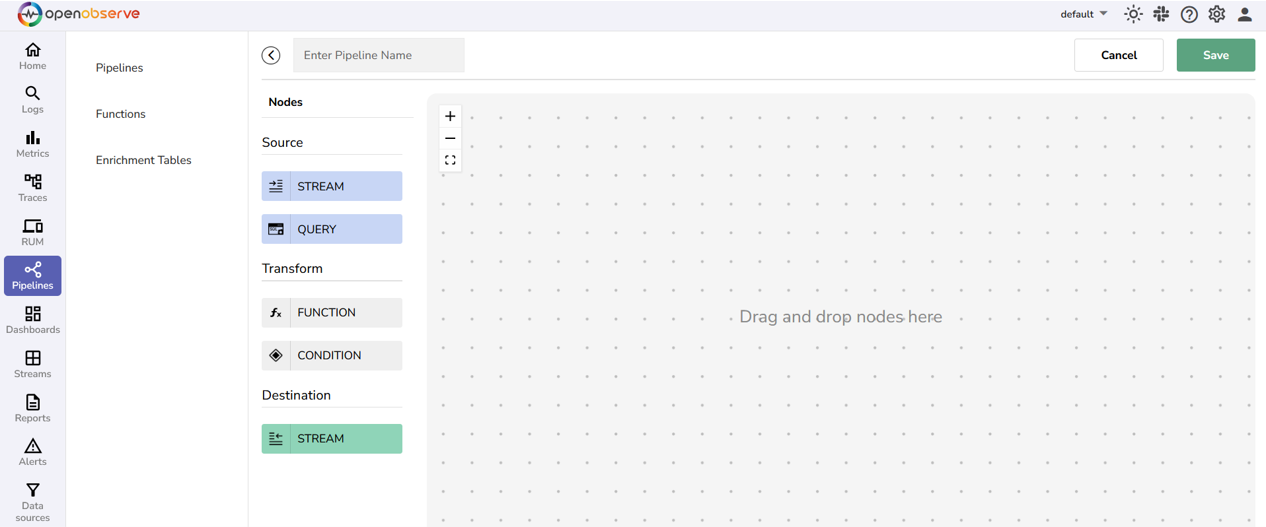 openobserve
default
Home
Logs
Metrics
Traces
RUM
Pipelines
Dashboards
Streams
Reports
Alerts
Data
sources
Pipelines
Functions
Enrichment Tables
Enter Pipeline Name
Cancel
Save
Nodes
Source
STREAM
QUERY
Transform
FUNCTION
CONDITION
Destination
STREAM
Drag and drop nodes here